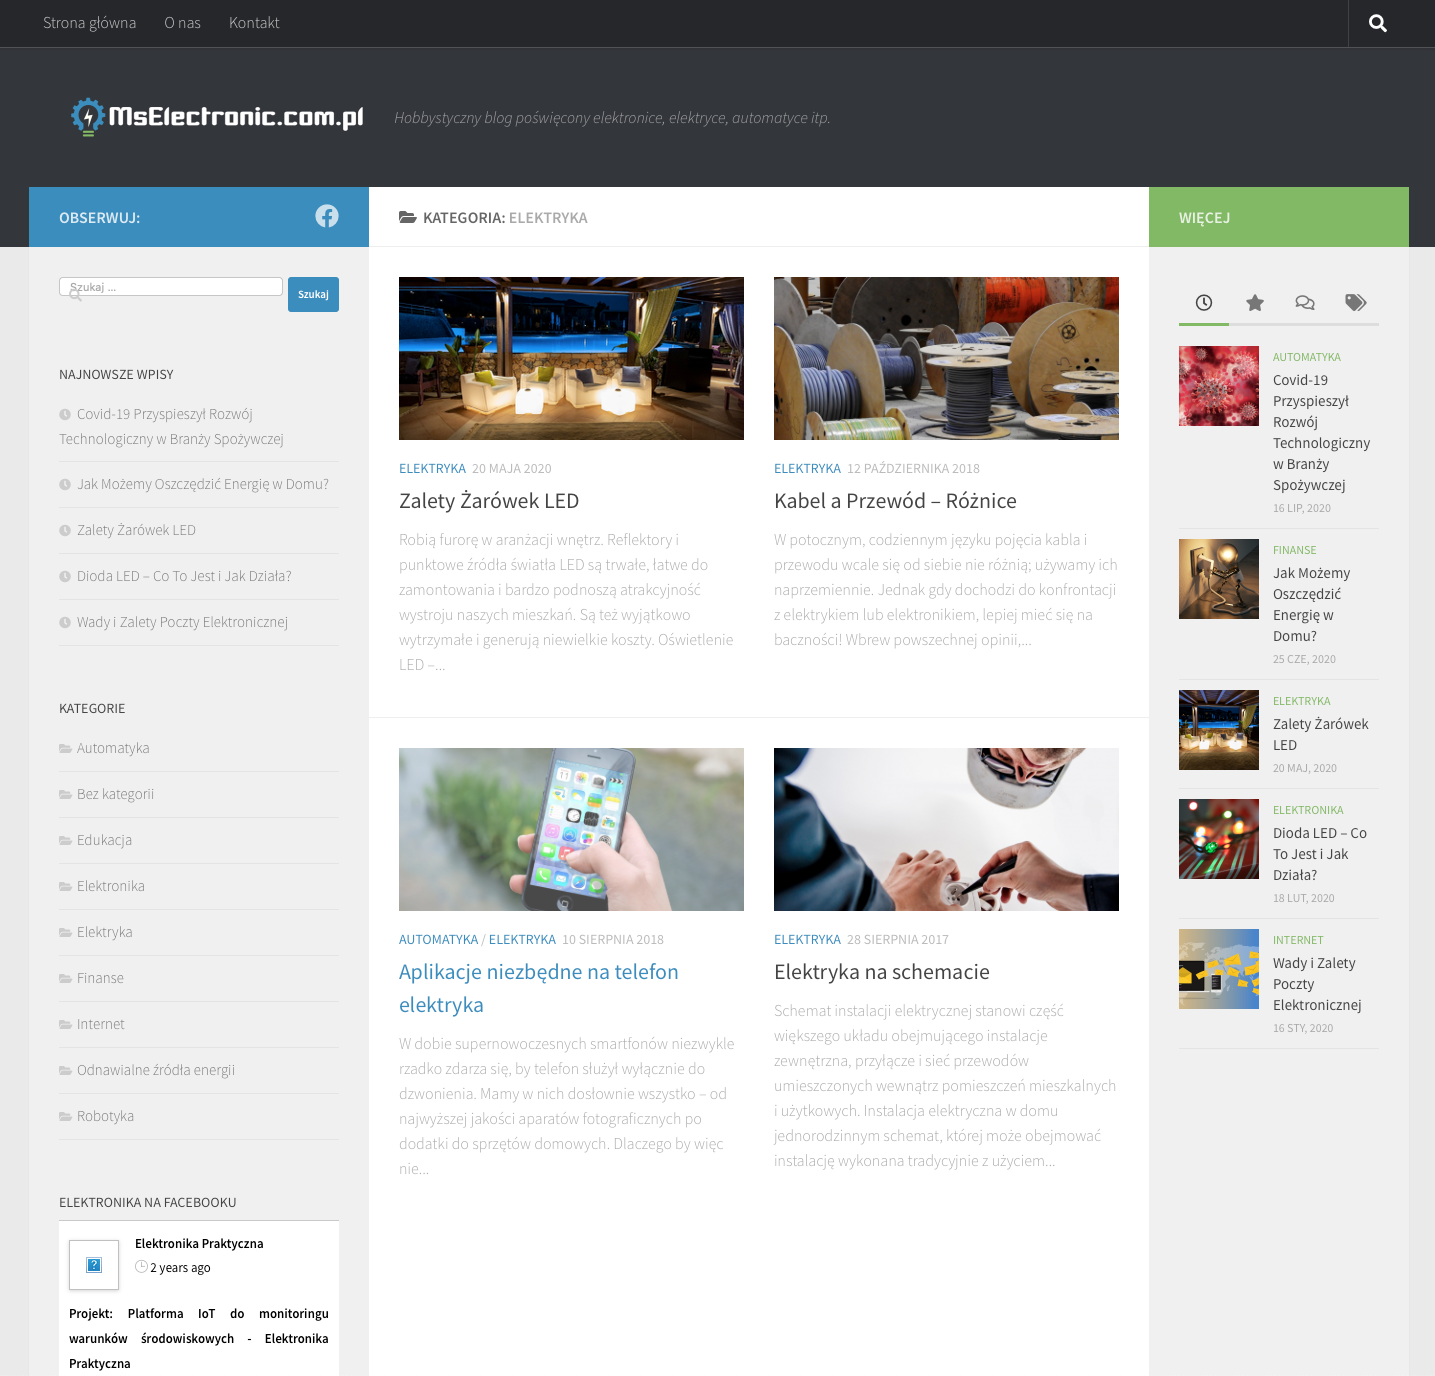 Strona główna
O nas
Kontakt
MsElectronic.com.pl
Hobbystyczny blog poświęcony elektronice, elektryce, automatyce itp.
OBSERWUJ:
Szukaj ...
Szukaj
NAJNOWSZE WPISY
Covid-19 Przyspieszył Rozwój
Technologiczny w Branży Spożywczej
Jak Możemy Oszczędzić Energię w Domu?
Zalety Żarówek LED
Dioda LED – Co To Jest i Jak Działa?
Wady i Zalety Poczty Elektronicznej
KATEGORIE
Automatyka
Bez kategorii
Edukacja
Elektronika
Elektryka
Finanse
Internet
Odnawialne źródła energii
Robotyka
ELEKTRONIKA NA FACEBOOKU
Elektronika Praktyczna
2 years ago
Projekt: Platforma IoT do monitoringu
warunków środowiskowych - Elektronika
Praktyczna
KATEGORIA: ELEKTRYKA
ELEKTRYKA 20 MAJA 2020
Zalety Żarówek LED
Robią furorę w aranżacji wnętrz. Reflektory i
punktowe źródła światła LED są trwałe, łatwe do
zamontowania i bardzo podnoszą atrakcyjność
wystroju naszych mieszkań. Są też wyjątkowo
wytrzymałe i generują niewielkie koszty. Oświetlenie
LED –...
ELEKTRYKA 12 PAŹDZIERNIKA 2018
Kabel a Przewód – Różnice
W potocznym, codziennym języku pojęcia kabla i
przewodu wcale się od siebie nie różnią; używamy ich
naprzemiennie. Jednak gdy dochodzi do konfrontacji
z elektrykiem lub elektronikiem, lepiej mieć się na
baczności! Wbrew powszechnej opinii,...
AUTOMATYKA / ELEKTRYKA 10 SIERPNIA 2018
Aplikacje niezbędne na telefon
elektryka
W dobie supernowoczesnych smartfonów niezwykle
rzadko zdarza się, by telefon służył wyłącznie do
dzwonienia. Mamy w nich dosłownie wszystko – od
najwyższej jakości aparatów fotograficznych po
dodatki do sprzętów domowych. Dlaczego by więc
nie...
ELEKTRYKA 28 SIERPNIA 2017
Elektryka na schemacie
Schemat instalacji elektrycznej stanowi część
większego układu obejmującego instalacje
zewnętrzna, przyłącze i sieć przewodów
umieszczonych wewnątrz pomieszczeń mieszkalnych
i użytkowych. Instalacja elektryczna w domu
jednorodzinnym schemat, której może obejmować
instalację wykonana tradycyjnie z użyciem...
WIĘCEJ
AUTOMATYKA
Covid-19
Przyspieszył
Rozwój
Technologiczny
w Branży
Spożywczej
16 LIP, 2020
FINANSE
Jak Możemy
Oszczędzić
Energię w
Domu?
25 CZE, 2020
ELEKTRYKA
Zalety Żarówek
LED
20 MAJ, 2020
ELEKTRONIKA
Dioda LED – Co
To Jest i Jak
Działa?
18 LUT, 2020
INTERNET
Wady i Zalety
Poczty
Elektronicznej
16 STY, 2020